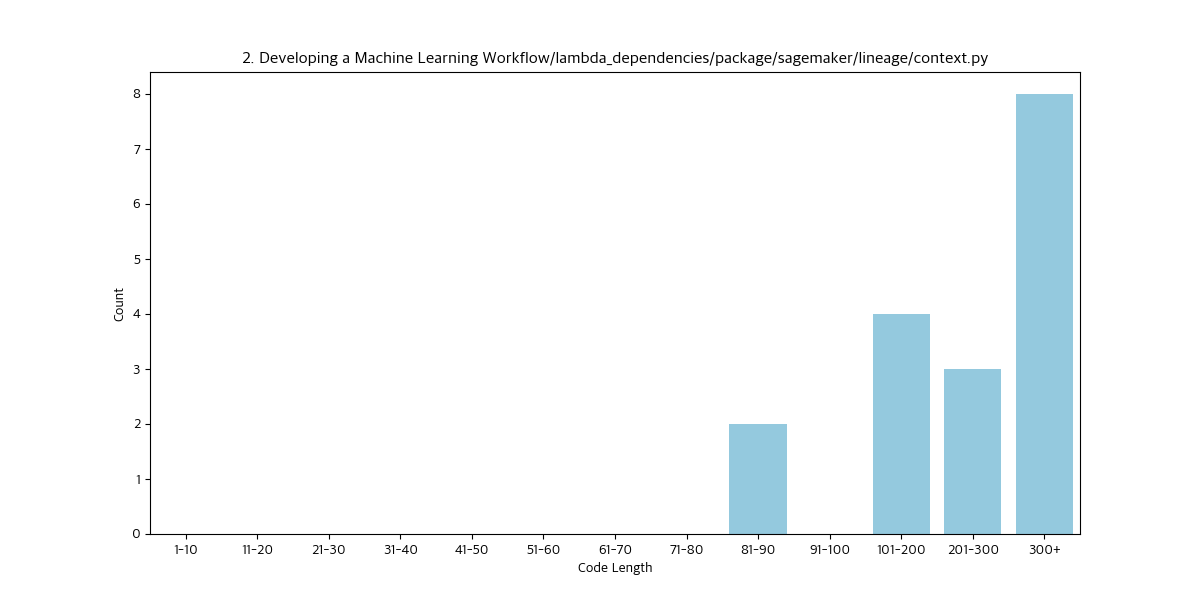 2. Developing a Machine Learning Workflow/lambda_dependencies/package/sagemaker/lineage/context.py
8
7
6
5
4
3
2
1
0
Count
1-10 11-20 21-30 31-40 41-50 51-60 61-70 71-80 81-90 91-100 101-200 201-300 300+
Code Length